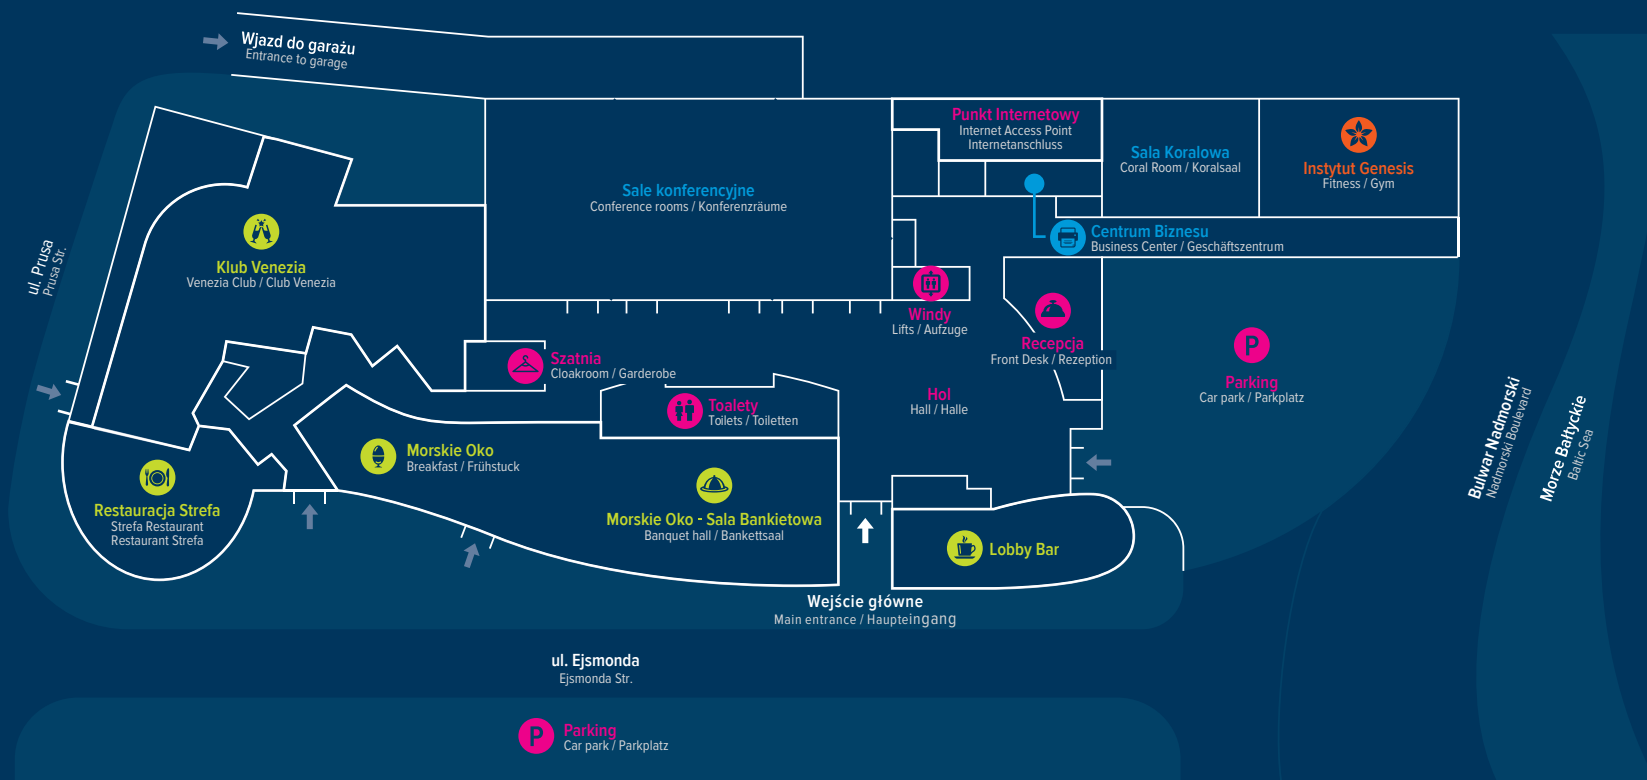 Wjazd do garażu
Entrance to garage
Punkt Internetowy
Internet Access Point
Internetanschluss
Sala Koralowa
Coral Room / Koralsaal
Instytut Genesis
Fitness / Gym
Sale konferencyjne
Conference rooms / Konferenzräume
Centrum Biznesu
Business Center / Geschäftszentrum
ul. Prusa
Prusa Str.
Klub Venezia
Venezia Club / Club Venezia
Windy
Lifts / Aufzuge
Recepcja
Front Desk / Rezeption
P
Parking
Car park / Parkplatz
Szatnia
Cloakroom / Garderobe
Hol
Hall / Halle
Toalety
Toilets / Toiletten
Bulwar Nadmorski
Nadmorski Boulevard
Morze Bałtyckie
Baltic Sea
Morskie Oko
Breakfast / Frühstuck
Restauracja Strefa
Strefa Restaurant
Restaurant Strefa
Morskie Oko - Sala Bankietowa
Banquet hall / Bankettsaal
Lobby Bar
Wejście główne
Main entrance / Haupteingang
ul. Ejsmonda
Ejsmonda Str.
P
Parking
Car park / Parkplatz